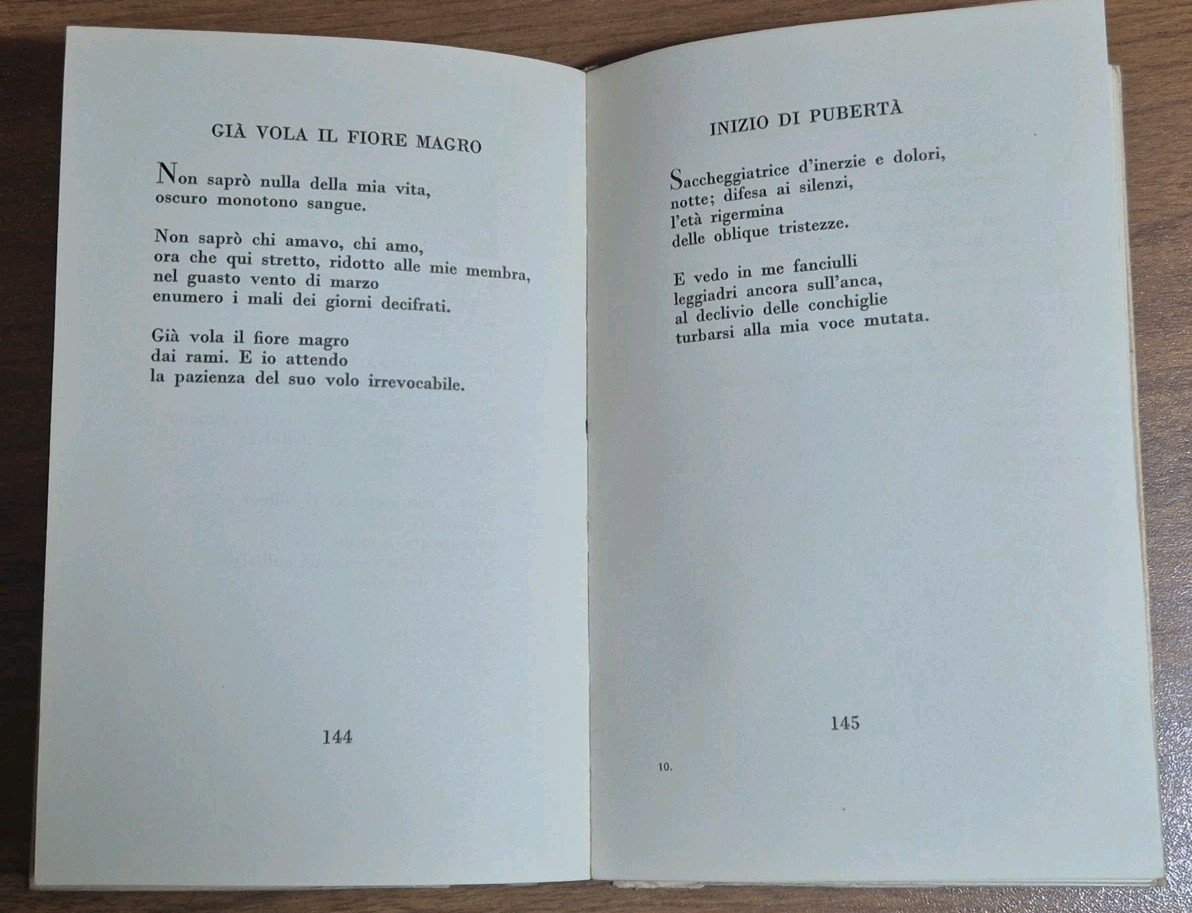 GIÀ VOLA IL FIORE MAGRO
Non saprò nulla della mia vita,
oscuro monotono sangue.
Non saprò chi amavo, chi amo,
ora che qui stretto, ridotto alle mie membra,
nel guasto vento di marzo
enumero i mali dei giorni decifrati.
Già vola il fiore magro
dai rami. E io attendo
la pazienza del suo volo irrevocabile.
144
INIZIO DI PUBERTÀ
Saccheggiatrice d'inerzie e dolori,
notte; difesa ai silenzi,
l'età rigermina
delle oblique tristezze.
E vedo in me fanciulli
leggiadri ancora sull'anca,
al declivio delle conchiglie
turbarsi alla mia voce mutata.
145
10.